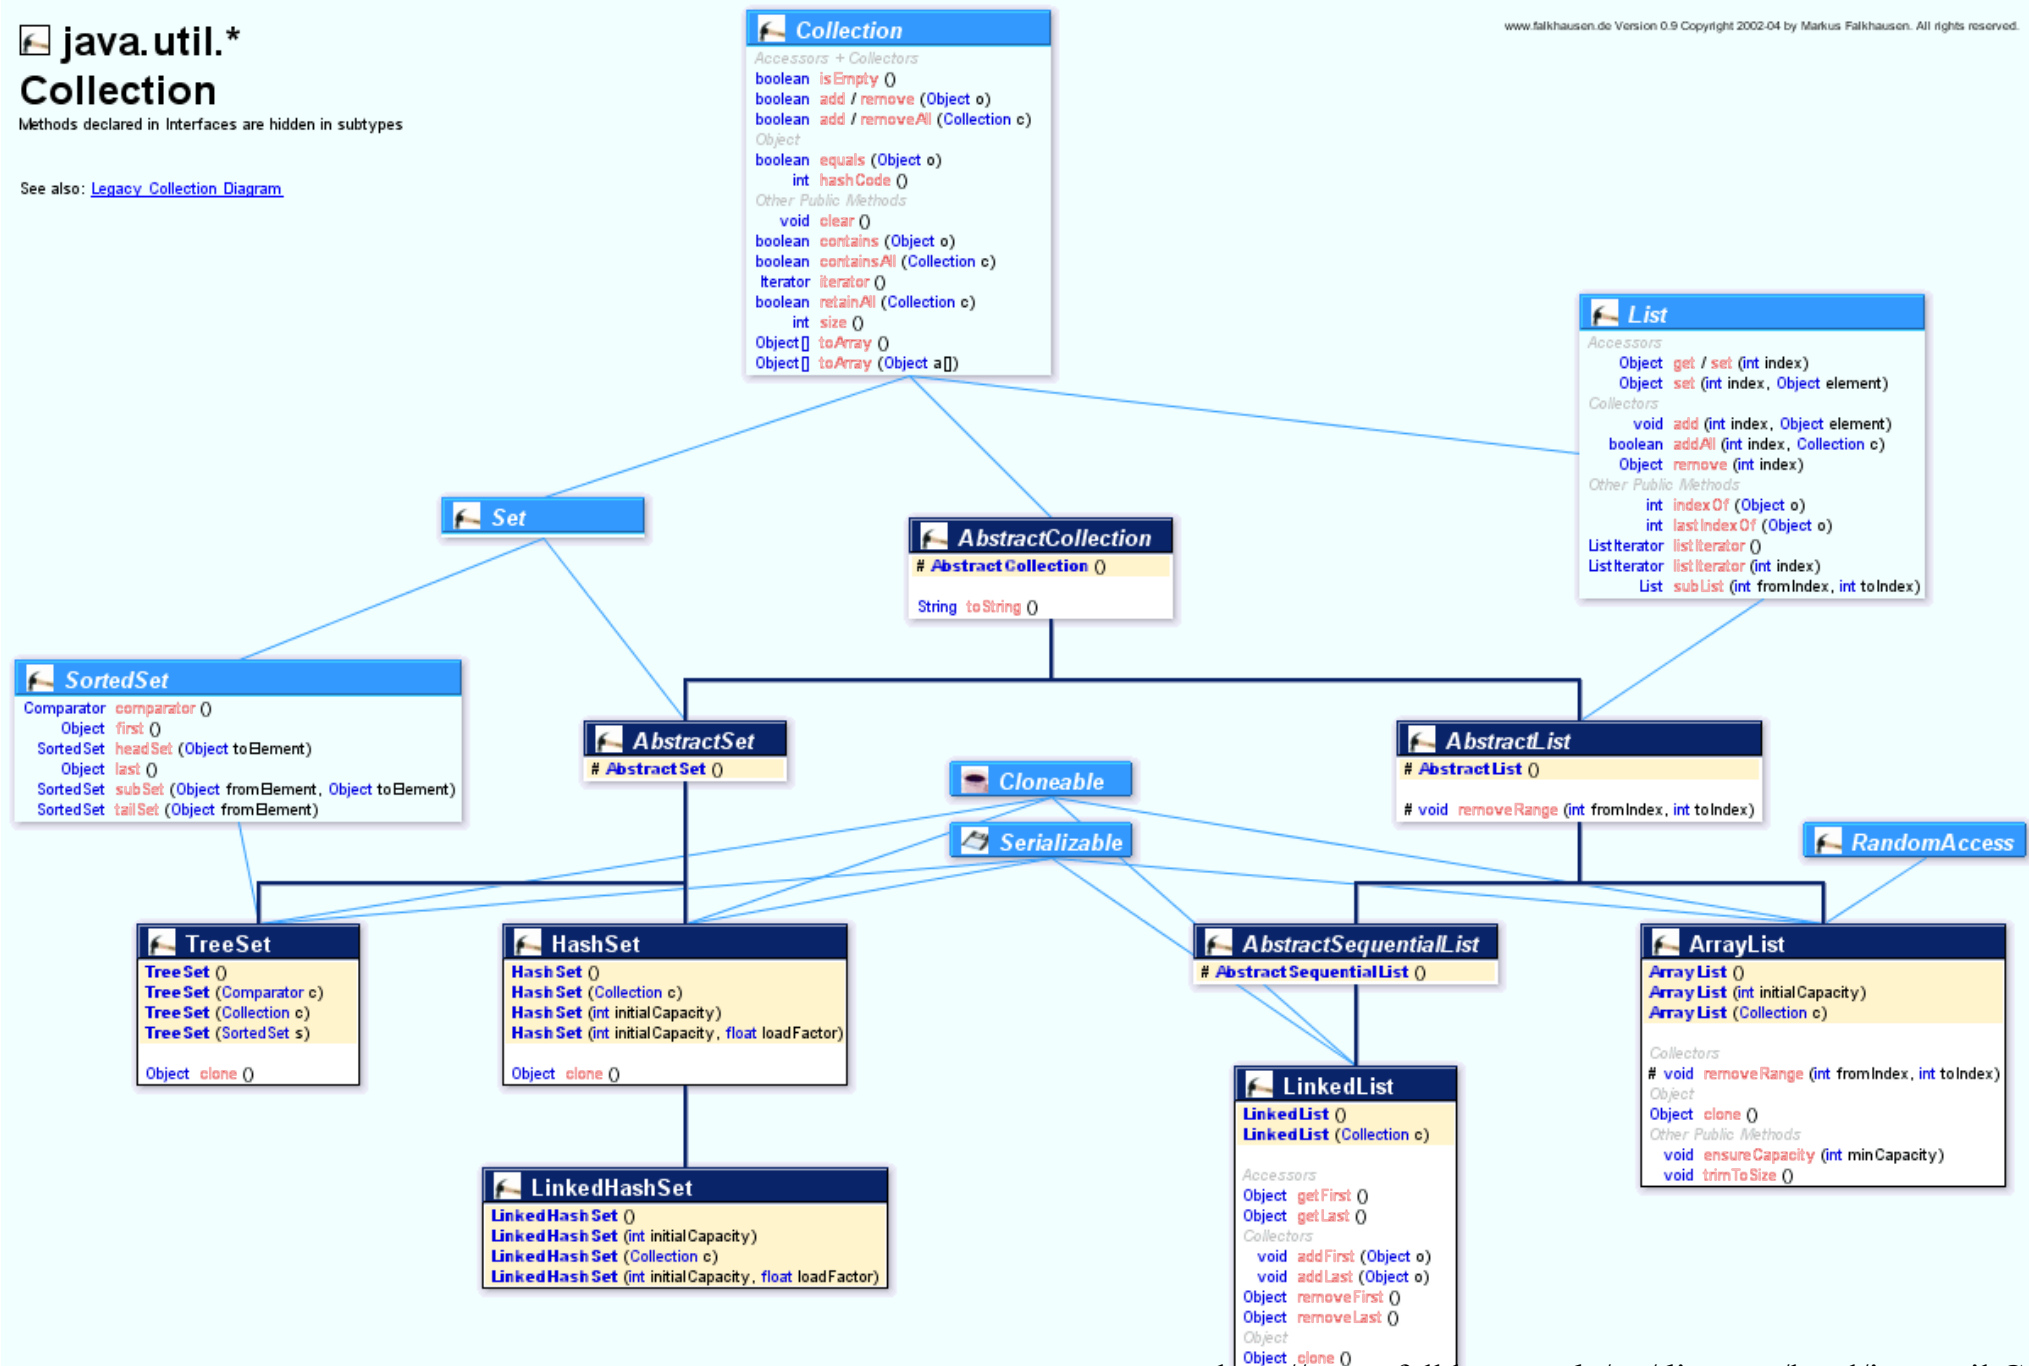 java.util.*
Collection
Methods declared in Interfaces are hidden in subtypes
See also: Legacy Collection Diagram
www.falkhausen.de Version 0.9 Copyright 2002-04 by Markus Falkhausen. All rights reserved.
Collection
Accessors + Collectors
boolean isEmpty ()
boolean add / remove (Object o)
boolean add / removeAll (Collection c)
Object
boolean equals (Object o)
int hashCode ()
Other Public Methods
void clear ()
boolean contains (Object o)
boolean containsAll (Collection c)
Iterator iterator ()
boolean retainAll (Collection c)
int size ()
Object[] toArray ()
Object[] toArray (Object a[])
List
Accessors
Object get / set (int index)
Object set (int index, Object element)
Collectors
void add (int index, Object element)
boolean addAll (int index, Collection c)
Object remove (int index)
Other Public Methods
int indexOf (Object o)
int lastIndexOf (Object o)
ListIterator listIterator ()
ListIterator listIterator (int index)
List subList (int fromIndex, int toIndex)
Set
AbstractCollection
# AbstractCollection ()
String toString ()
SortedSet
Comparator comparator ()
Object first ()
SortedSet headSet (Object toElement)
Object last ()
SortedSet subSet (Object fromElement, Object toElement)
SortedSet tailSet (Object fromElement)
AbstractSet
# AbstractSet ()
AbstractList
# AbstractList ()
# void removeRange (int fromIndex, int toIndex)
Cloneable
Serializable
RandomAccess
TreeSet
TreeSet ()
TreeSet (Comparator c)
TreeSet (Collection c)
TreeSet (SortedSet s)
Object clone ()
HashSet
HashSet ()
HashSet (Collection c)
HashSet (int initialCapacity)
HashSet (int initialCapacity, float loadFactor)
Object clone ()
AbstractSequentialList
# AbstractSequentialList ()
ArrayList
ArrayList ()
ArrayList (int initialCapacity)
ArrayList (Collection c)
Collectors
# void removeRange (int fromIndex, int toIndex)
Object
Object clone ()
Other Public Methods
void ensureCapacity (int minCapacity)
void trimToSize ()
LinkedList
LinkedList ()
LinkedList (Collection c)
Accessors
Object getFirst ()
Object getLast ()
Collectors
void addFirst (Object o)
void addLast (Object o)
Object removeFirst ()
Object removeLast ()
Object
Object clone ()
LinkedHashSet
LinkedHashSet ()
LinkedHashSet (int initialCapacity)
LinkedHashSet (Collection c)
LinkedHashSet (int initialCapacity, float loadFactor)